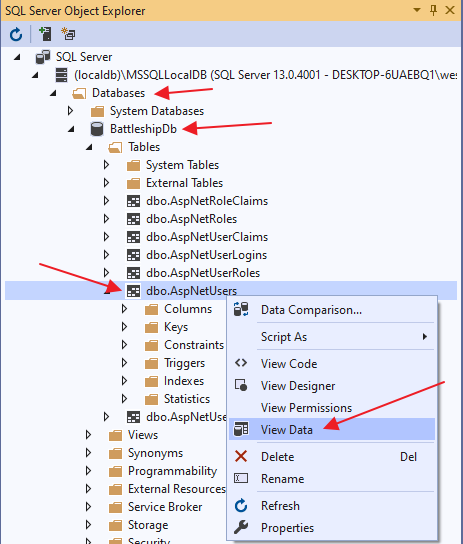 SQL Server Object Explorer
SQL Server
(localdb)\MSSQLLocalDB (SQL Server 13.0.4001 - DESKTOP-6UAEBQ1\wes
Databases
System Databases
BattleshipDb
Tables
System Tables
External Tables
dbo.AspNetRoleClaims
dbo.AspNetRoles
dbo.AspNetUserClaims
dbo.AspNetUserLogins
dbo.AspNetUserRoles
dbo.AspNetUsers
Columns
Keys
Constraints
Triggers
Indexes
Statistics
dbo.AspNetUse
Views
Synonyms
Programmability
External Resources
Service Broker
Storage
Security
Data Comparison...
Script As
View Code
View Designer
View Permissions
View Data
Delete Del
Rename
Refresh
Properties